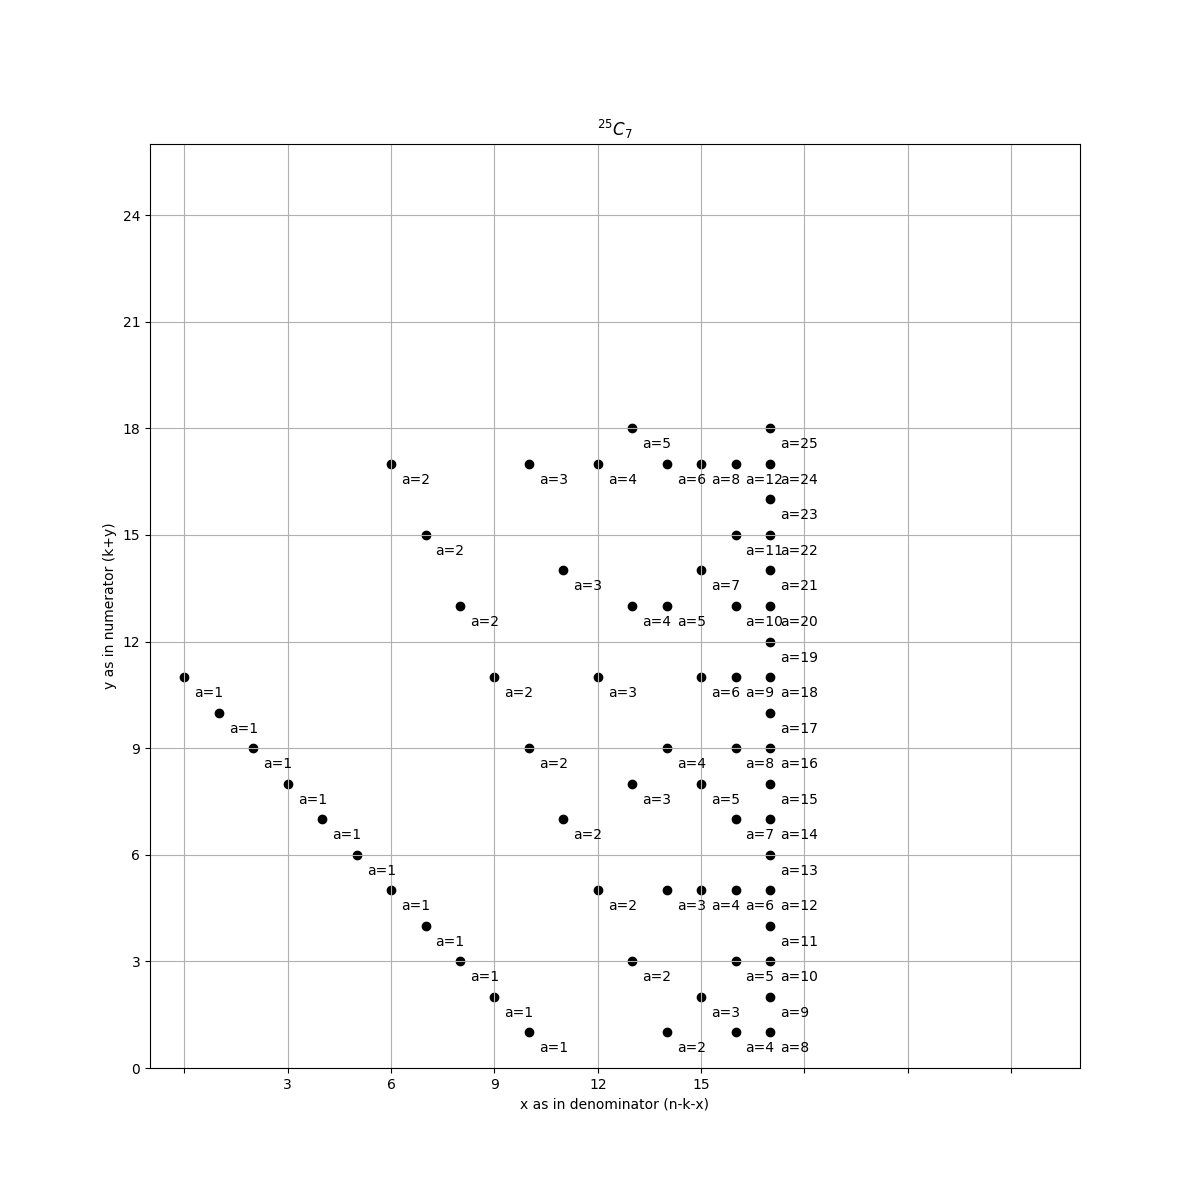 ²⁵C₇
24
21
18
a=5 a=25
a=2 a=3 a=4 a=6 a=8 a=12 a=24
a=23
15
a=2 a=11 a=22
a=3 a=7 a=21
a=2 a=4 a=5 a=10 a=20
12
a=19
a=1 a=2 a=3 a=6 a=9 a=18
a=1 a=17
9
a=1 a=2 a=4 a=8 a=16
a=1 a=3 a=5 a=15
a=1 a=2 a=7 a=14
6
a=1 a=13
a=1 a=2 a=3 a=4 a=6 a=12
a=1 a=11
3
a=1 a=2 a=5 a=10
a=1 a=3 a=9
a=1 a=2 a=4 a=8
0
3 6 9 12 15
x as in denominator (n-k-x)
y as in numerator (k+y)